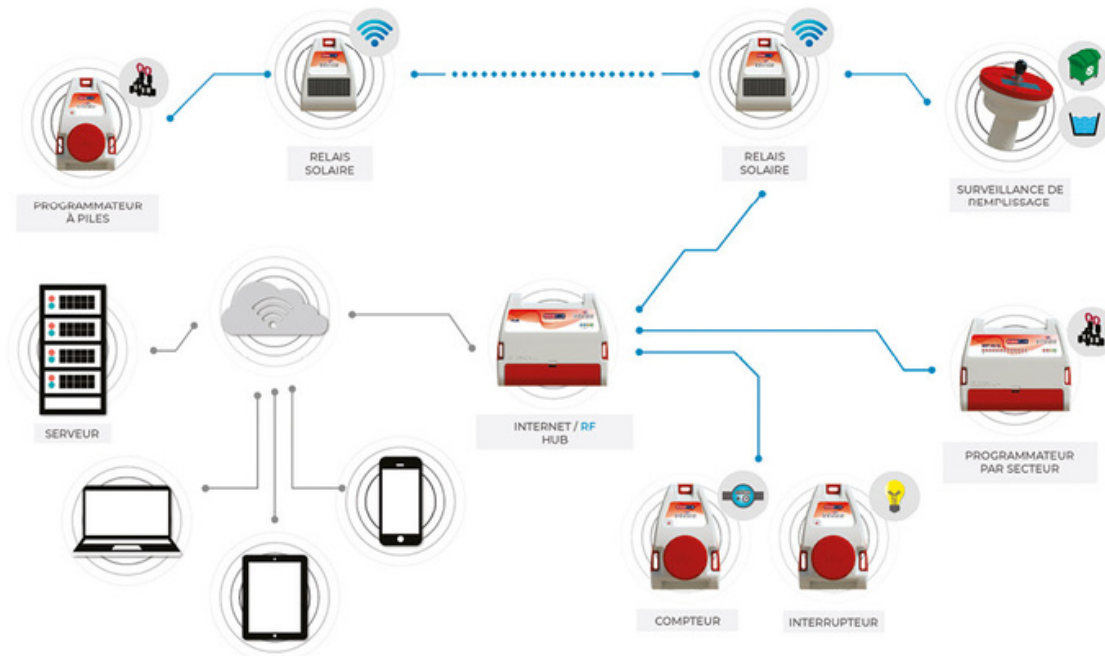 RELAIS
SOLAIRE
RELAIS
SOLAIRE
PROGRAMMATEUR
À PILES
SURVEILLANCE DE
REMPLISSAGE
SERVEUR
INTERNET / RF
HUB
PROGRAMMATEUR
PAR SECTEUR
COMPTEUR
INTERRUPTEUR